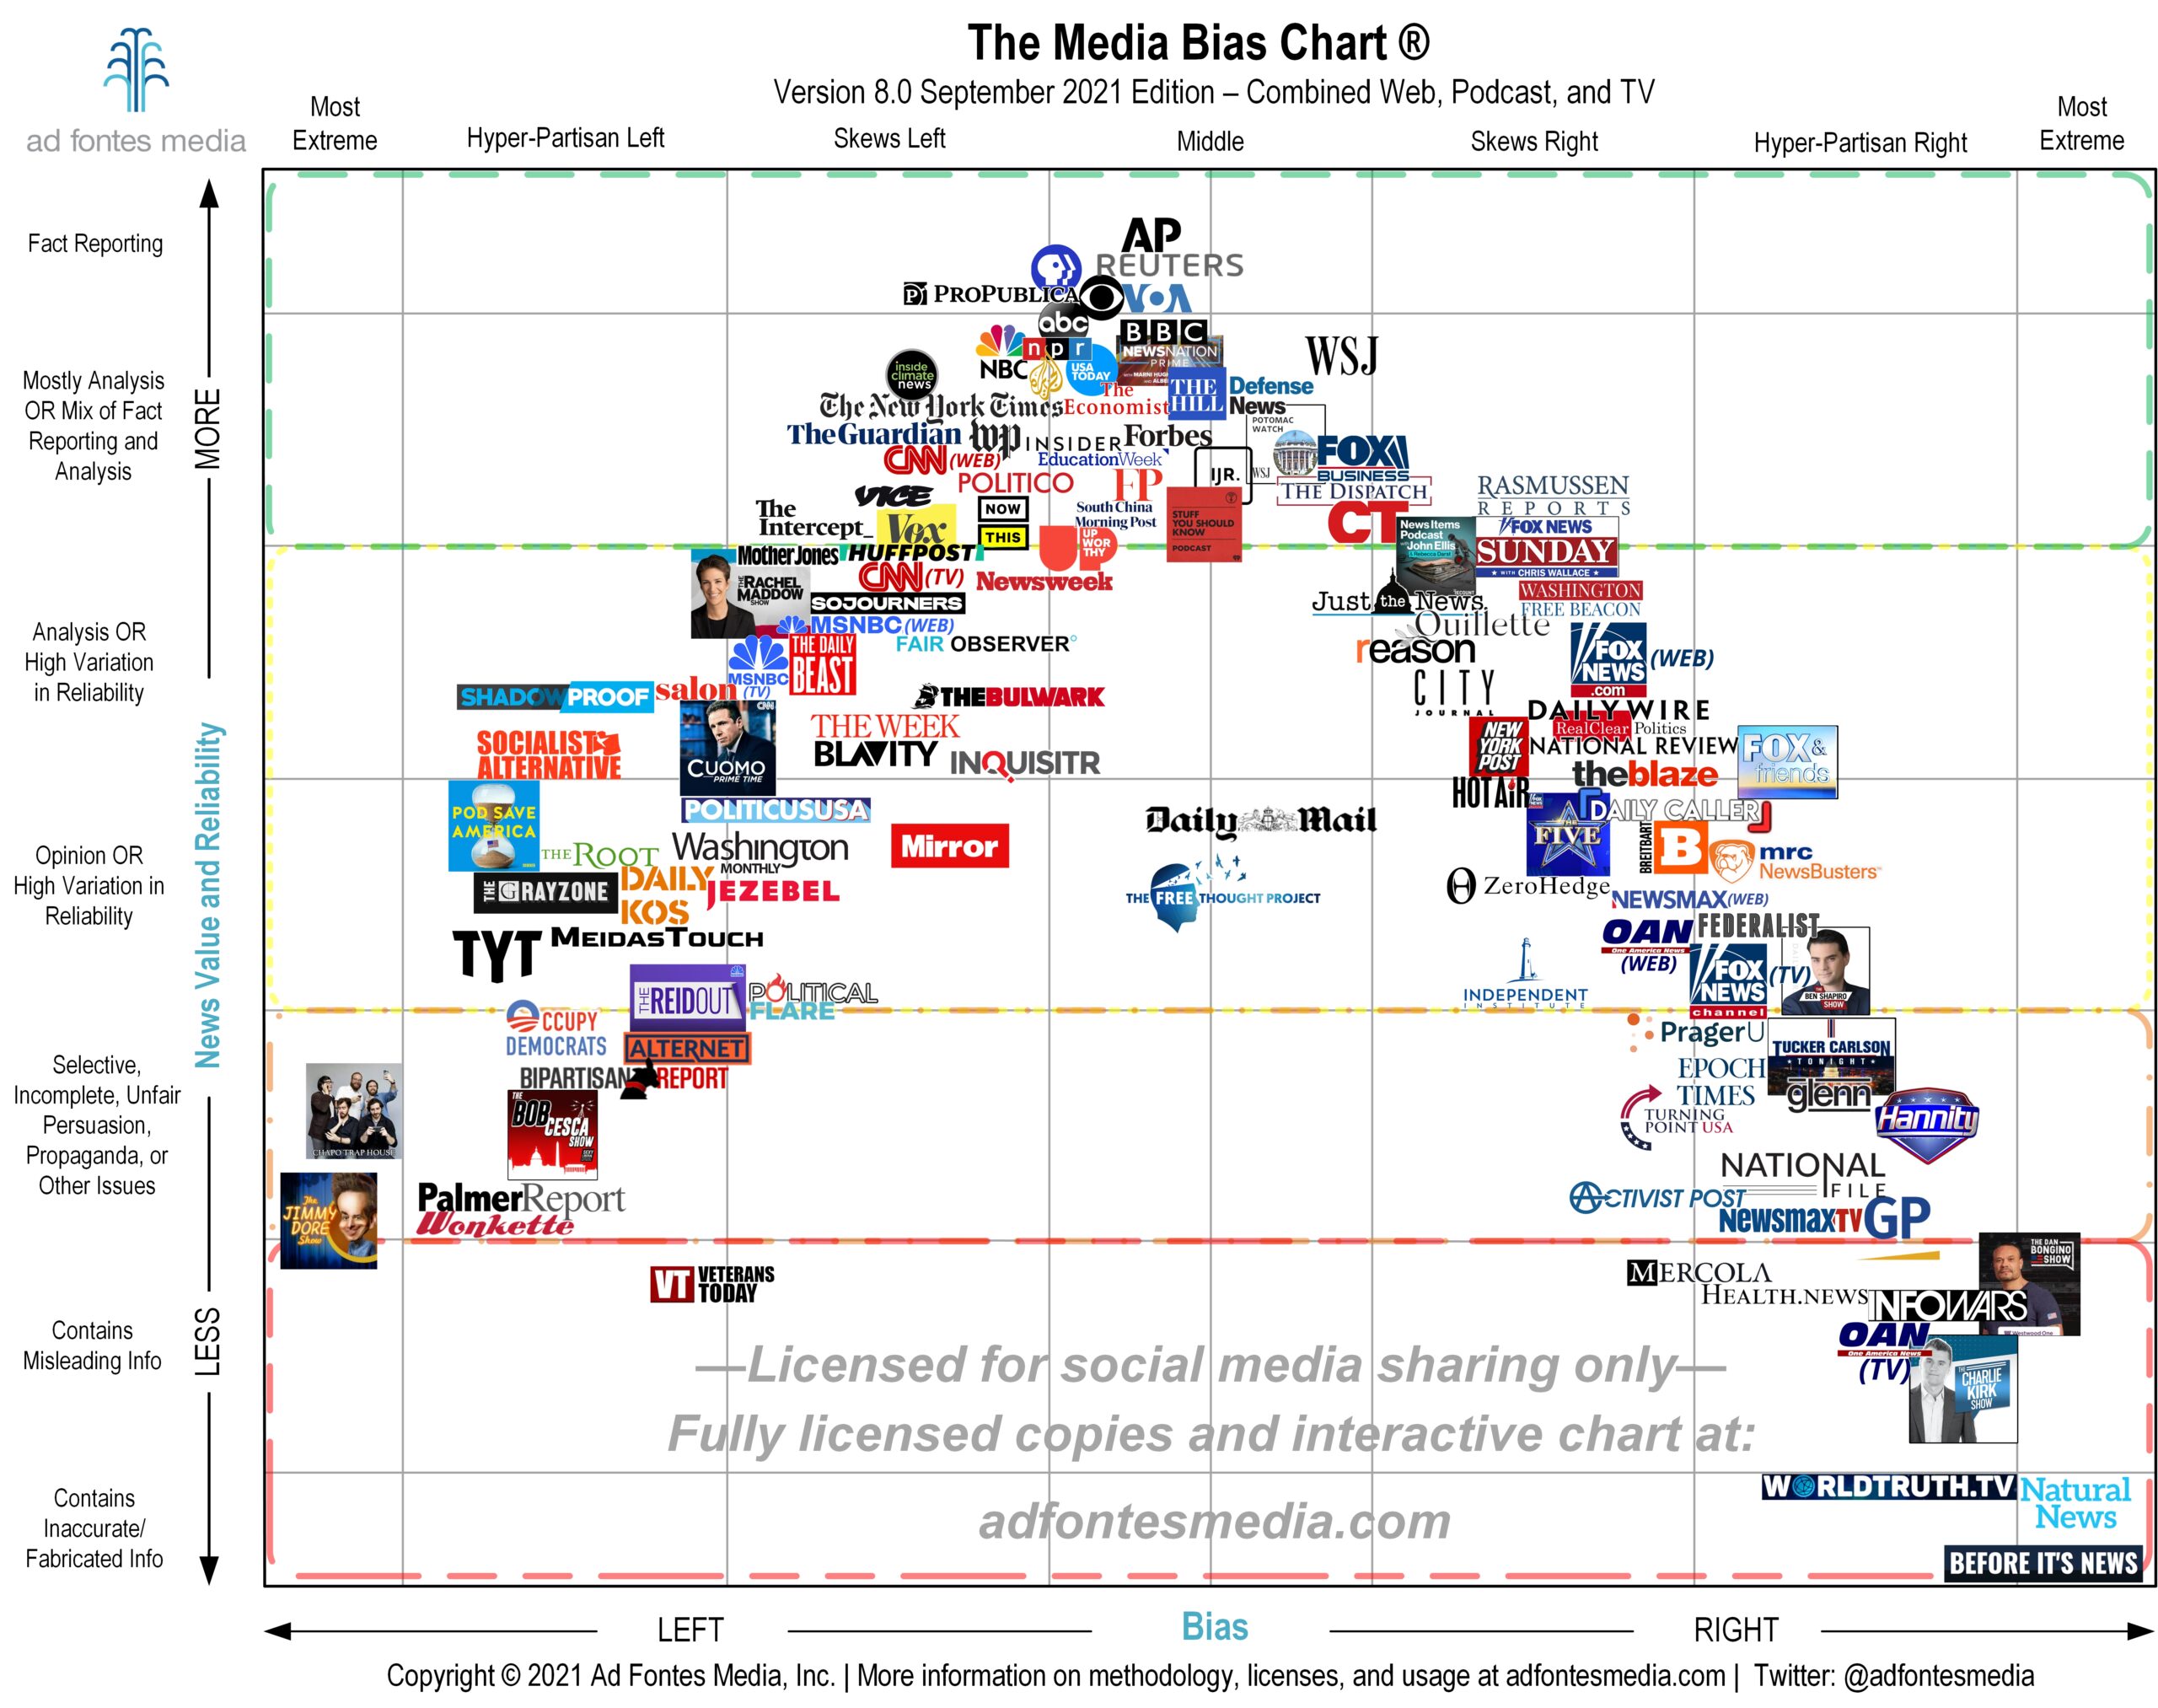 The Media Bias Chart ®
Version 8.0 September 2021 Edition – Combined Web, Podcast, and TV
ad fontes media
Most
Extreme
Hyper-Partisan Left
Skews Left
Middle
Skews Right
Hyper-Partisan Right
Most
Extreme
Fact Reporting
Mostly Analysis
OR Mix of Fact
Reporting and
Analysis
Analysis OR
High Variation
in Reliability
Opinion OR
High Variation in
Reliability
Selective,
Incomplete, Unfair
Persuasion,
Propaganda, or
Other Issues
Contains
Misleading Info
Contains
Inaccurate/
Fabricated Info
MORE
News Value and Reliability
LESS
AP
REUTERS
PROPUBLICA
VOA
abc
BBC
NEWSNATION
PRIME
NBC
npr
USA
TODAY
inside
climate
news
WSJ
The
Economist
THE
HILL
Defense
News
The New York Times
POTOMAC
WATCH
WSJ
TheGuardian
wp
INSIDER
Forbes
CNN (WEB)
EducationWeek
IJR.
FOX
BUSINESS
POLITICO
FP
THE DISPATCH
RASMUSSEN
REPORTS
VICE
The
Intercept_
Vox
NOW
THIS
South China
Morning Post
STUFF
YOU SHOULD
KNOW
PODCAST
CT
News Items
Podcast
with John Ellis
FOX NEWS
SUNDAY
WITH CHRIS WALLACE
UP
WOR
THY
Mother Jones
HUFFPOST
THE
RACHEL
MADDOW
SHOW
CNN (TV)
Newsweek
SOJOURNERS
Just the News.
WASHINGTON
FREE BEACON
MSNBC (WEB)
Quillette
FAIR OBSERVER
MSNBC
(TV)
THE DAILY
BEAST
reason
FOX
NEWS
.com
(WEB)
SHADOWPROOF
salon
THEBULWARK
CITY
JOURNAL
DAILY WIRE
RealClear Politics
CNN
CUOMO
PRIME TIME
THE WEEK
BLAVITY
INQUISITR
SOCIALIST
ALTERNATIVE
NEW
YORK
POST
NATIONAL REVIEW
FOX &
friends
theblaze
HOT AiR
POD SAVE
AMERICA
POLITICUSUSA
Daily Mail
THE
FIVE
DAILY CALLER
THE ROOT
Washington
MONTHLY
Mirror
BREITBART
B
mrc
NewsBusters
THE GRAYZONE
DAILY
KOS
JEZEBEL
THE FREE THOUGHT PROJECT
ZeroHedge
NEWSMAX (WEB)
TYT
MEIDASTOUCH
OAN
One America News
(WEB)
FEDERALIST
FOX
NEWS
channel
(TV)
BEN SHAPIRO
SHOW
THE
REIDOUT
POLITICAL
FLARE
INDEPENDENT
INSTITUTE
OCCUPY
DEMOCRATS
ALTERNET
PragerU
TUCKER CARLSON
TONIGHT
BIPARTISAN REPORT
EPOCH
TIMES
glenn
CHAPO TRAP HOUSE
THE
BOB
CESCA
SHOW
TURNING
POINT USA
Hannity
NATIONAL
FILE
The
JIMMY
DORE
Show
PalmerReport
Wonkette
ACTIVIST POST
NewsmaxTV
GP
VT
VETERANS
TODAY
MERCOLA
HEALTH.NEWS
THE DAN
BONGINO
SHOW
Westwood One
INFOWARS
OAN
One America News
(TV)
THE
CHARLIE
KIRK
SHOW
—Licensed for social media sharing only—
Fully licensed copies and interactive chart at:
adfontesmedia.com
WORLDTRUTH.TV
Natural
News
BEFORE IT'S NEWS
LEFT
Bias
RIGHT
Copyright © 2021 Ad Fontes Media, Inc. | More information on methodology, licenses, and usage at adfontesmedia.com | Twitter: @adfontesmedia